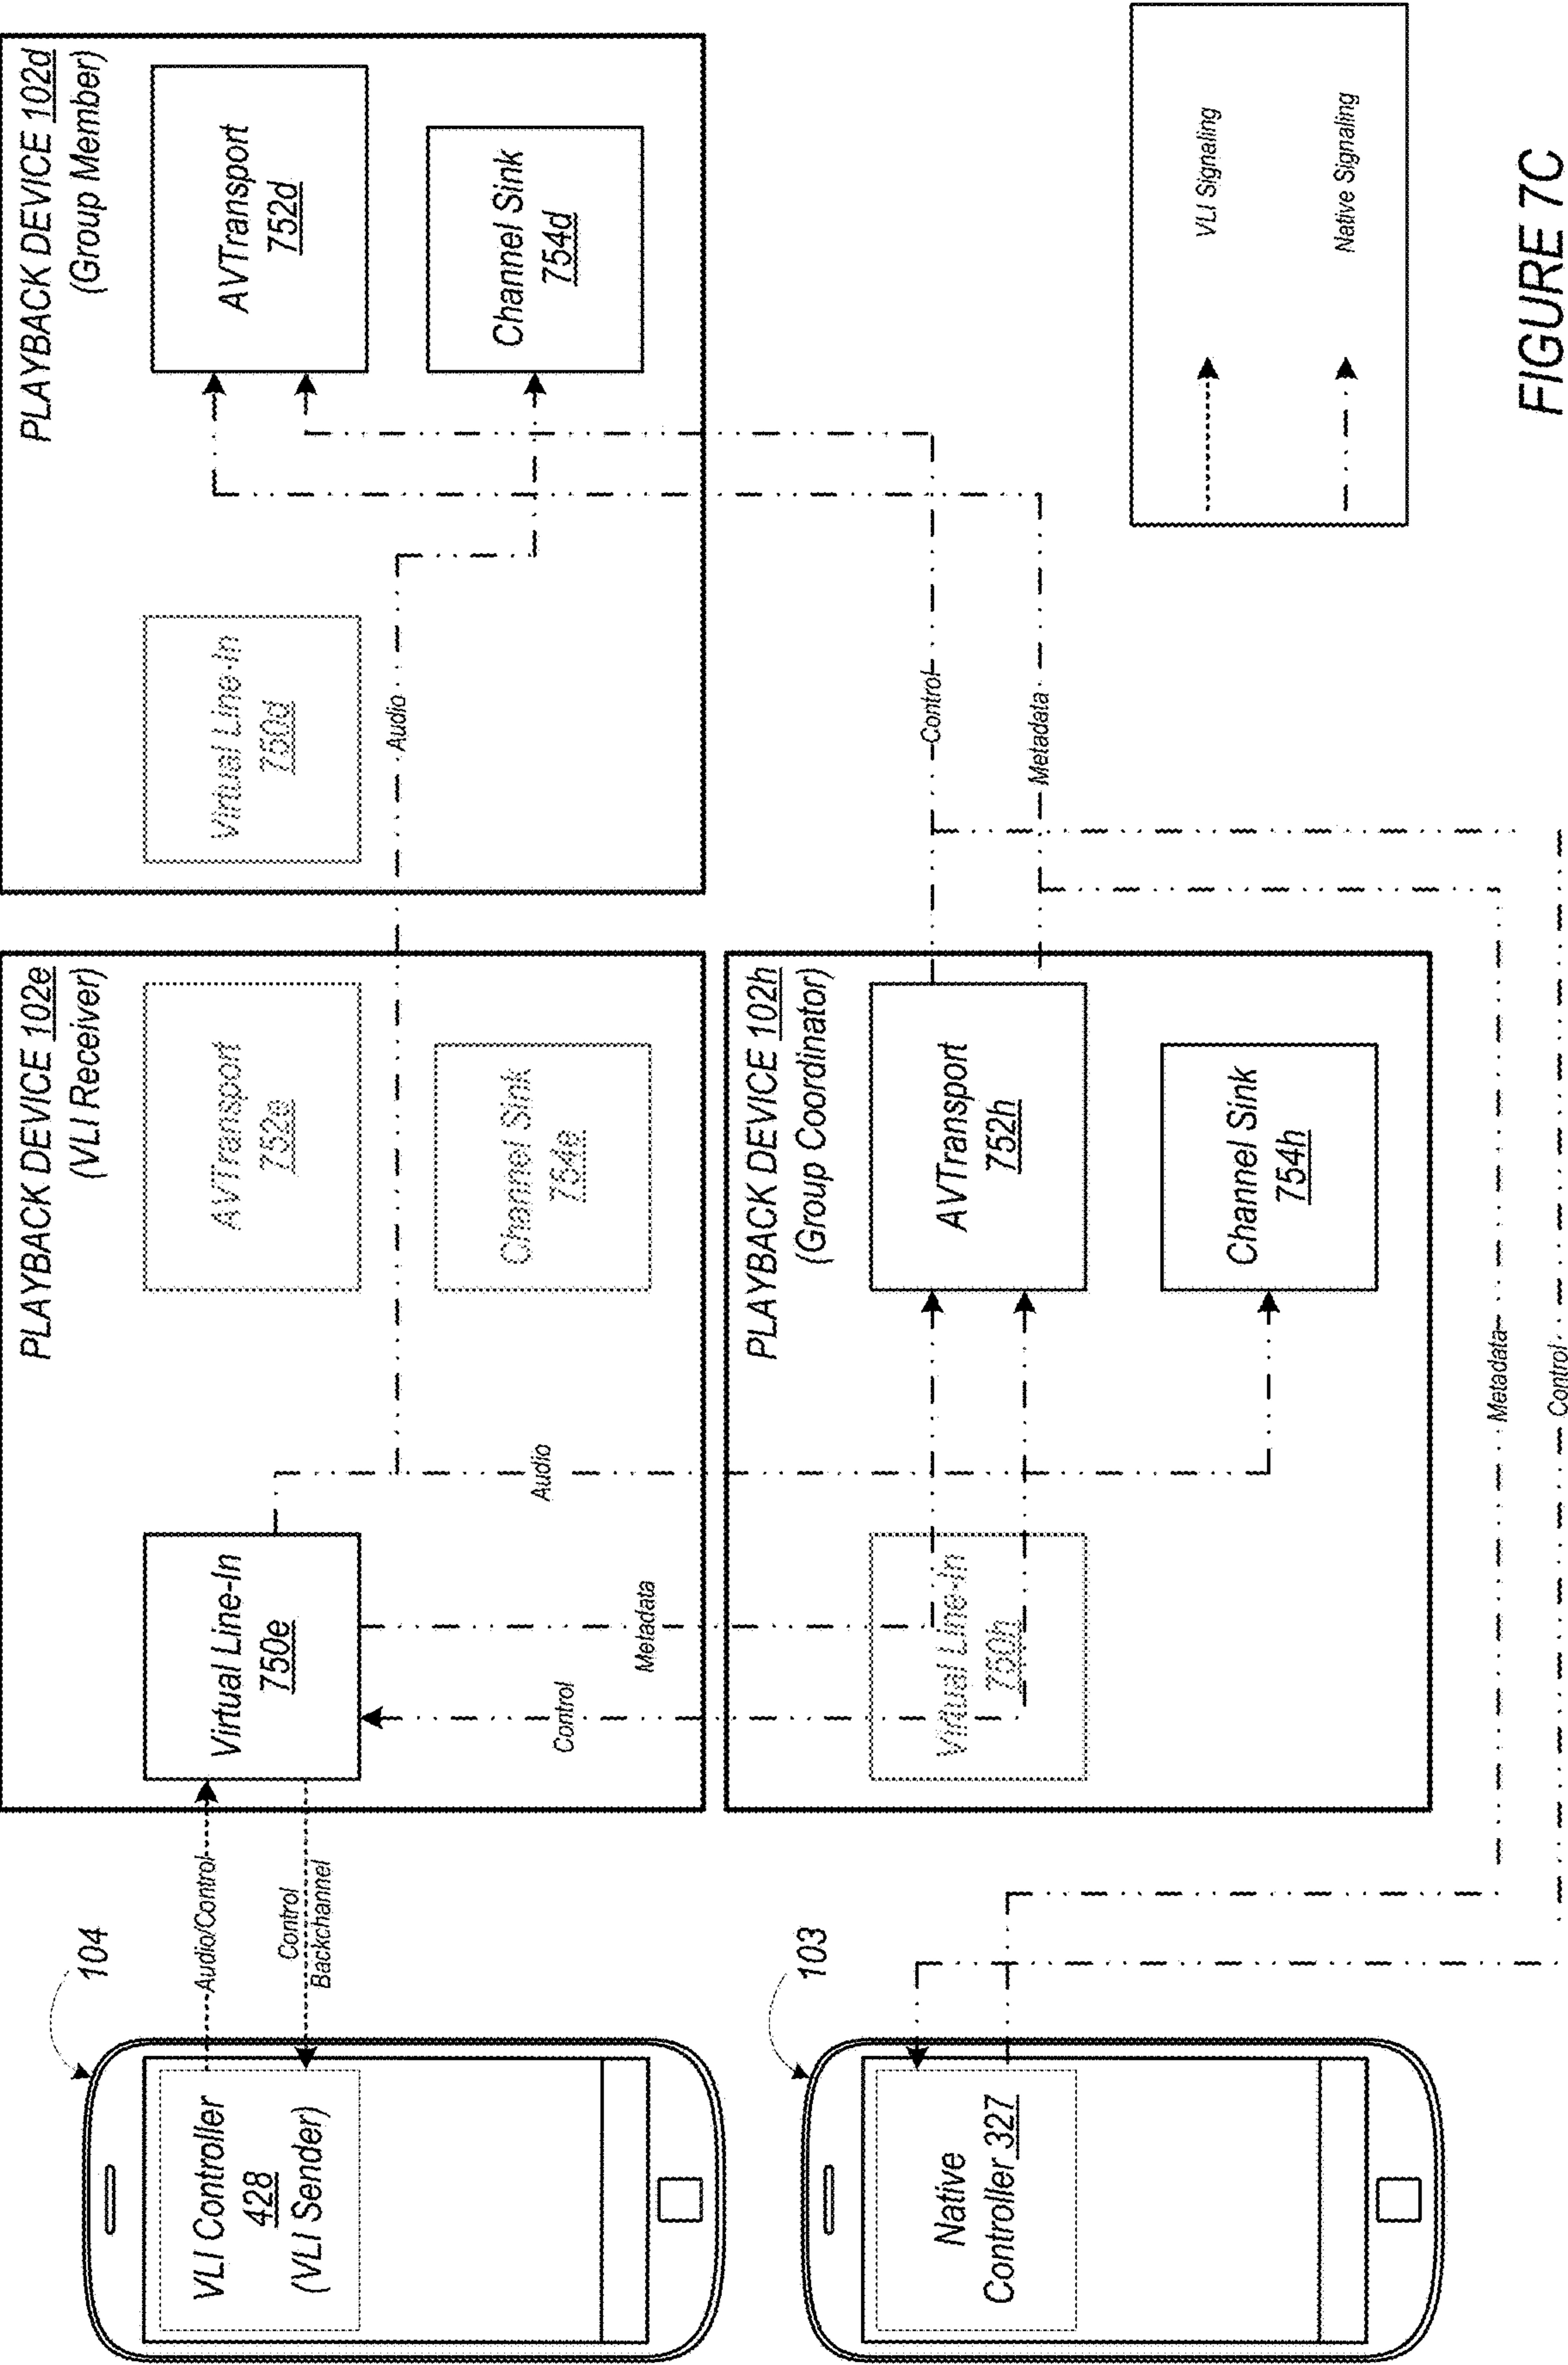 104
VLI Controller
428
(VLI Sender)
Audio/Control
Control
Backchannel
PLAYBACK DEVICE 102e
(VLI Receiver)
Virtual Line-In
750e
AVTransport
752e
Channel Sink
754e
Audio
Metadata
Control
PLAYBACK DEVICE 102d
(Group Member)
Virtual Line-In
750d
AVTransport
752d
Channel Sink
754d
Audio
103
Native
Controller 327
PLAYBACK DEVICE 102h
(Group Coordinator)
Virtual Line-In
750h
AVTransport
752h
Channel Sink
754h
Control
Metadata
Metadata
Control
VLI Signaling
Native Signaling
FIGURE 7C